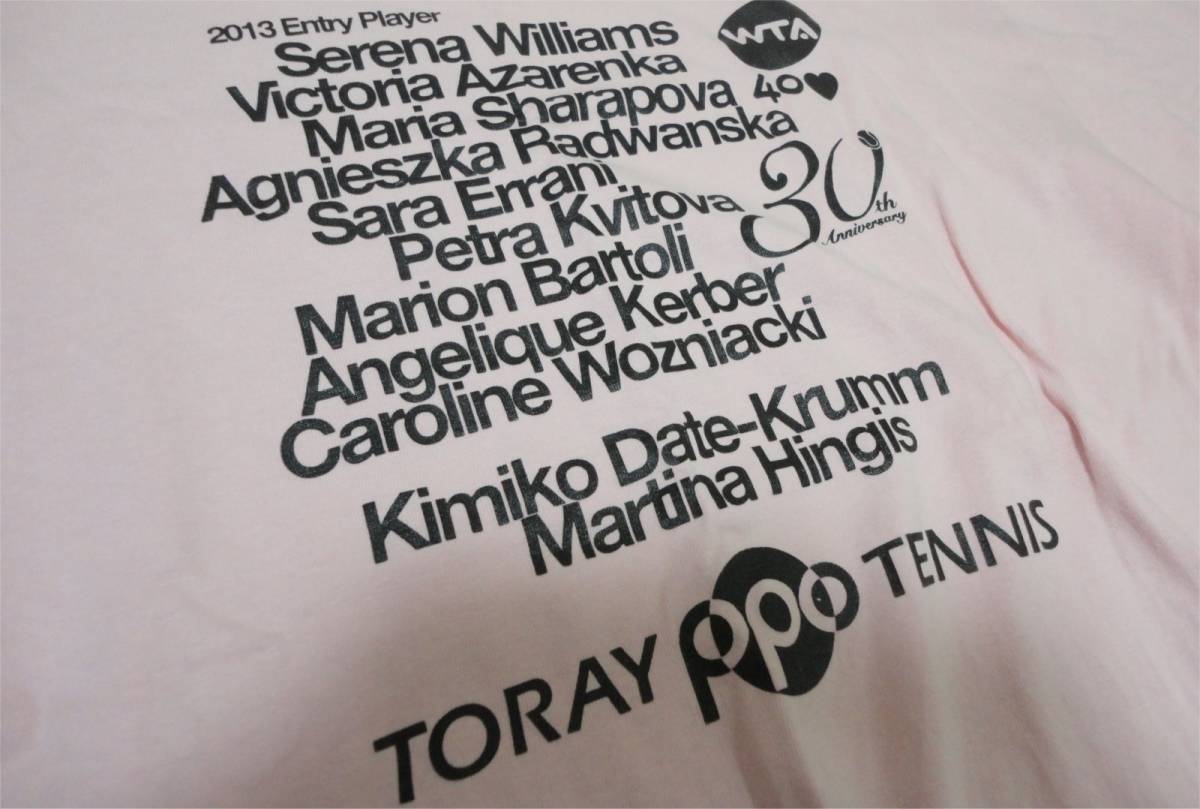 2013 Entry Player
Serena Williams
Victoria Azarenka
Maria Sharapova
Agnieszka Radwanska
Sara Errani
Petra Kvitova
Marion Bartoli
Angelique Kerber
Caroline Wozniacki
Kimiko Date-Krumm
Martina Hingis
WTA
40
30th
Anniversary
TORAY ppo TENNIS